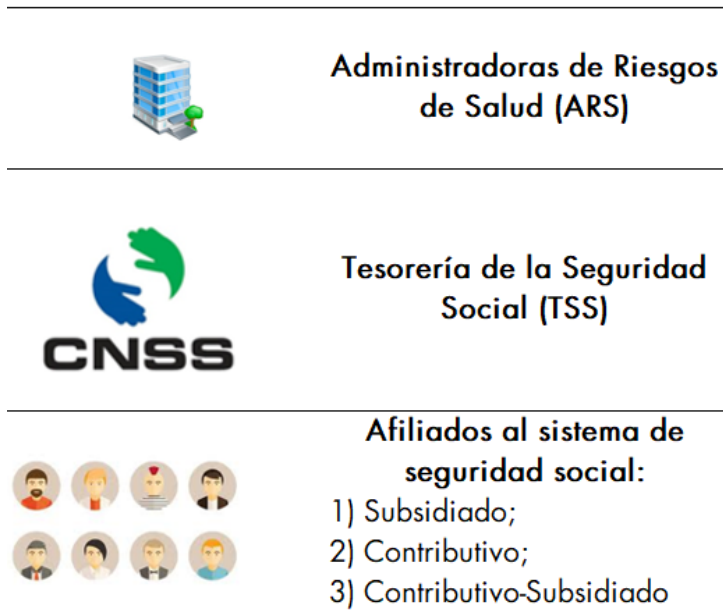 Administradoras de Riesgos
de Salud (ARS)
CNSS
Tesorería de la Seguridad
Social (TSS)
Afiliados al sistema de
seguridad social:
1) Subsidiado;
2) Contributivo;
3) Contributivo-Subsidiado